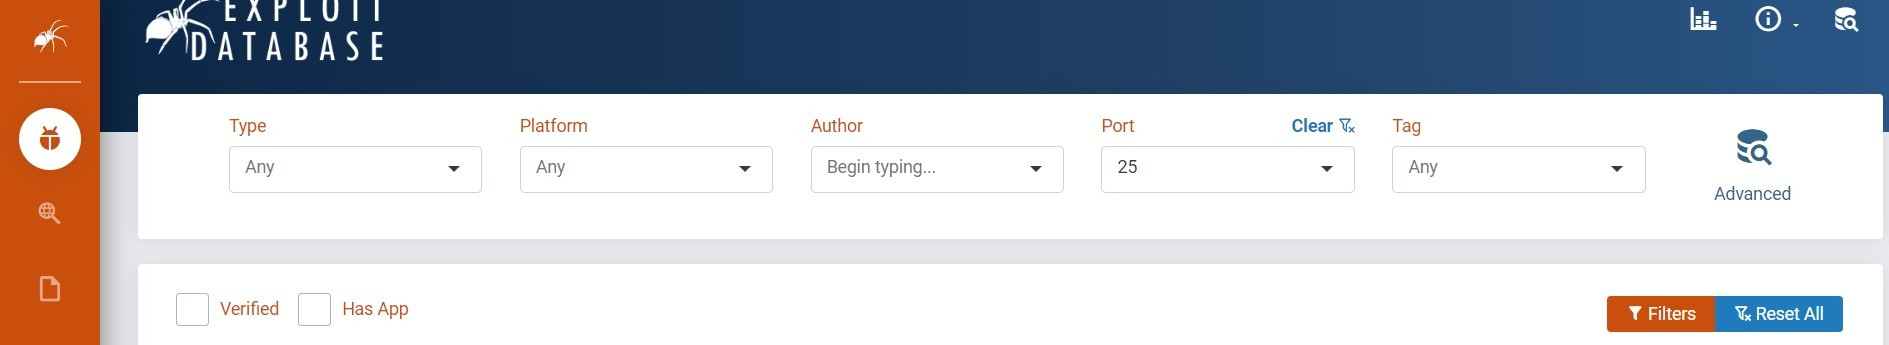 EXPLOIT
DATABASE
Type
Platform
Author
Port
Clear
Tag
Any
Any
Begin typing...
25
Any
Advanced
Verified
Has App
Filters
Reset All